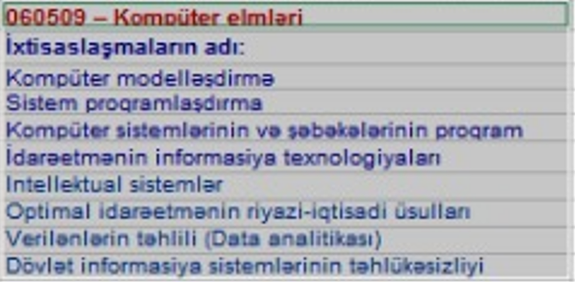 060509 – Kompüter elmləri
İxtisaslaşmaların adı:
Kompüter modelləşdirmə
Sistem proqramlaşdırma
Kompüter sistemlərinin və şəbəkələrinin proqram
İdarəetmənin informasiya texnologiyaları
Intellektual sistemlər
Optimal idarəetmənin riyazi-iqtisadi üsulları
Verilənlərin təhlili (Data analitikası)
Dövlət informasiya sistemlərinin təhlükəsizliyi